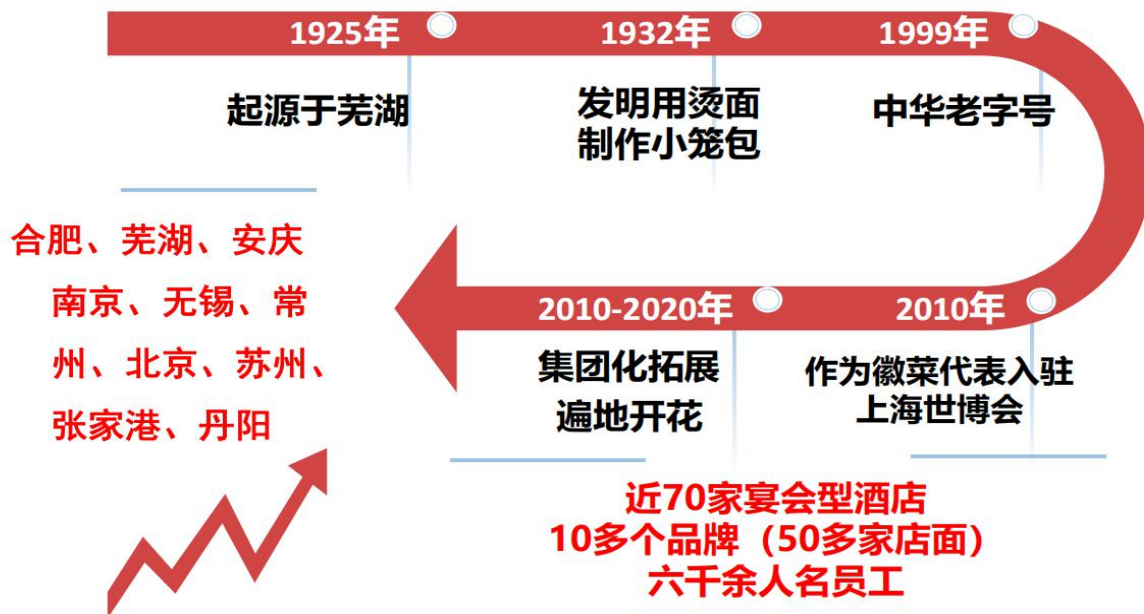 1925年
1932年
1999年
起源于芜湖
发明用烫面
制作小笼包
中华老字号
2010年
作为徽菜代表入驻
上海世博会
2010-2020年
集团化拓展
遍地开花
近70家宴会型酒店
10多个品牌（50多家店面）
六千余人名员工
合肥、芜湖、安庆
南京、无锡、常
州、北京、苏州、
张家港、丹阳